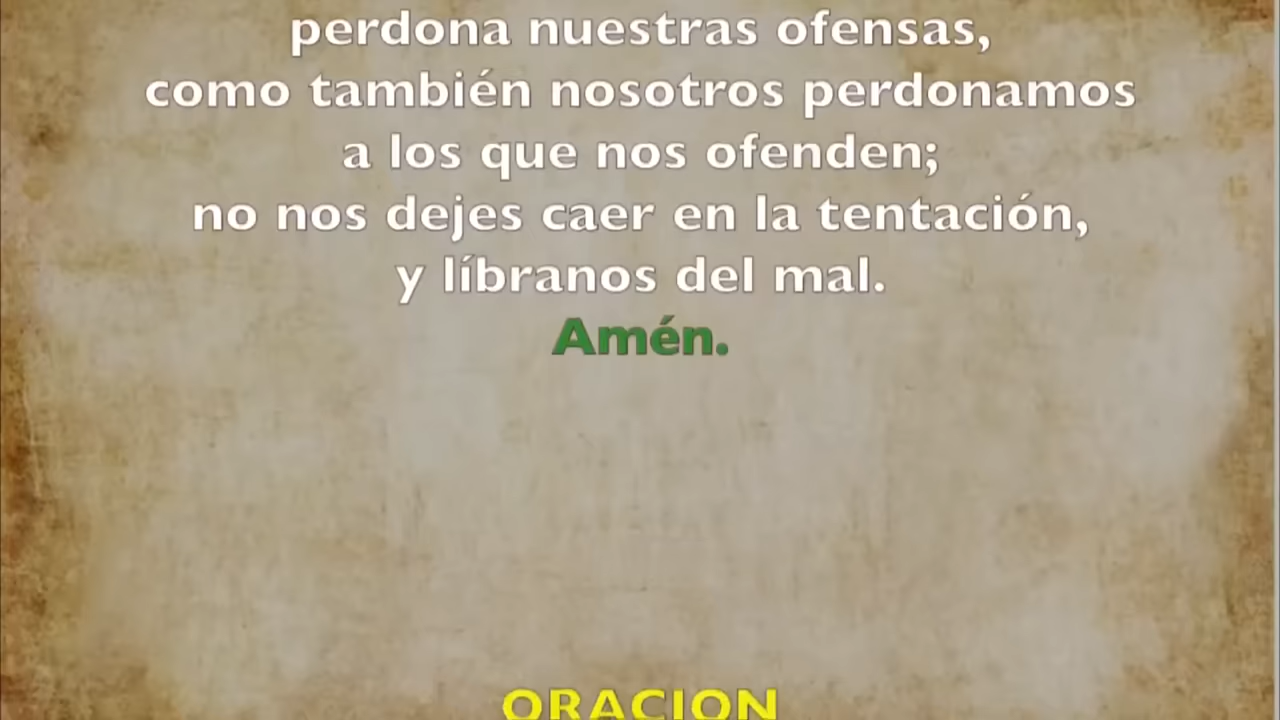 perdona nuestras ofensas,
como también nosotros perdonamos
a los que nos ofenden;
no nos dejes caer en la tentación,
y líbranos del mal.
Amén.
ORACION